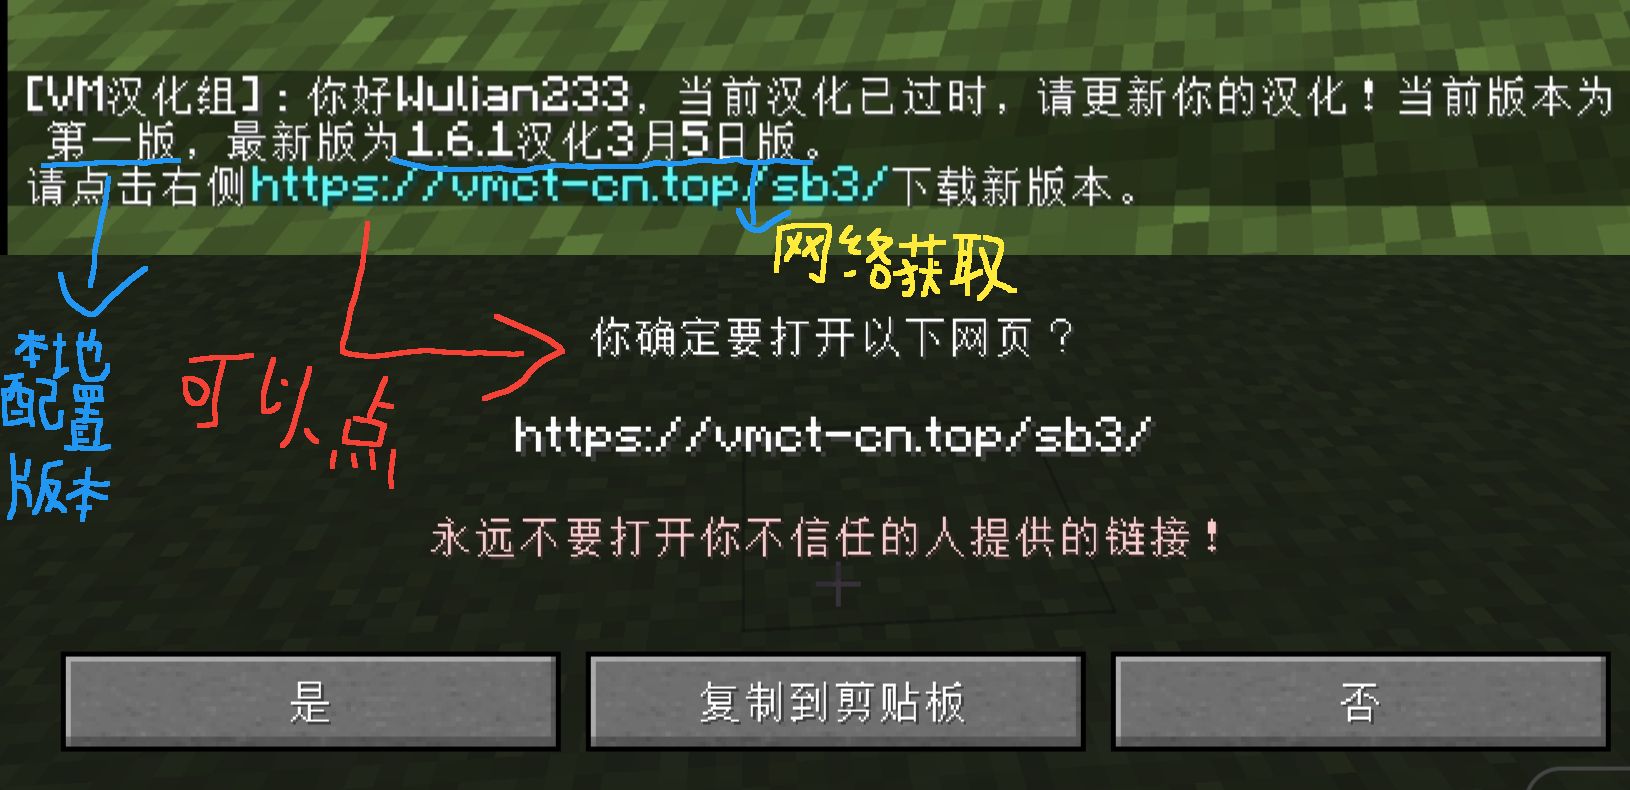 [VM汉化组]：你好Wulian233，当前汉化已过时，请更新你的汉化！当前版本为
第一版，最新版为1.6.1汉化3月5日版。
请点击右侧https://vmct-cn.top/sb3/下载新版本。
网络获取
你确定要打开以下网页？
本地
配置
版本
可以点
https://vmct-cn.top/sb3/
永远不要打开你不信任的人提供的链接！
是
复制到剪贴板
否